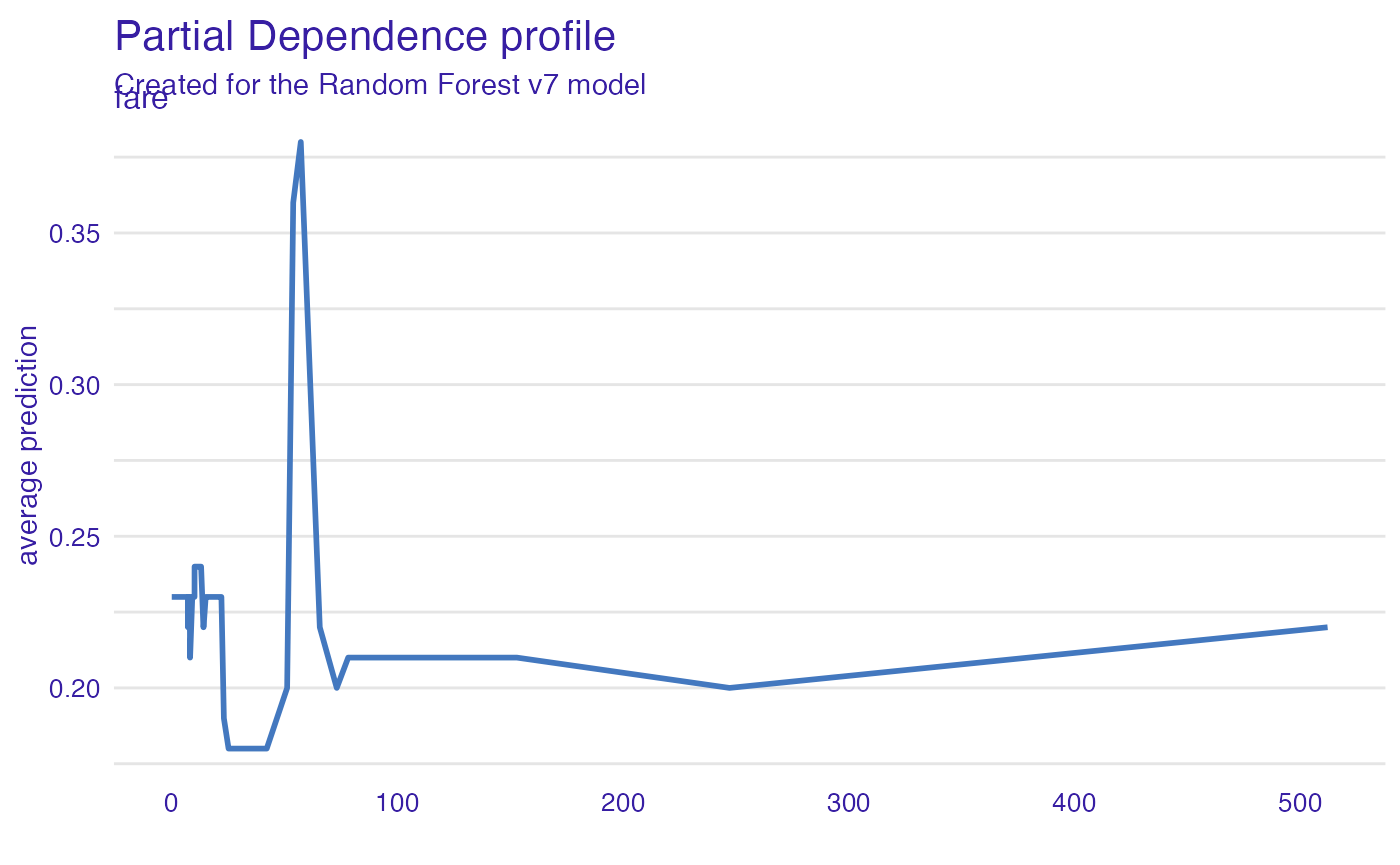 Partial Dependence profile
Created for the Random Forest v7 model
fare
average prediction
0.35
0.30
0.25
0.20
0 100 200 300 400 500